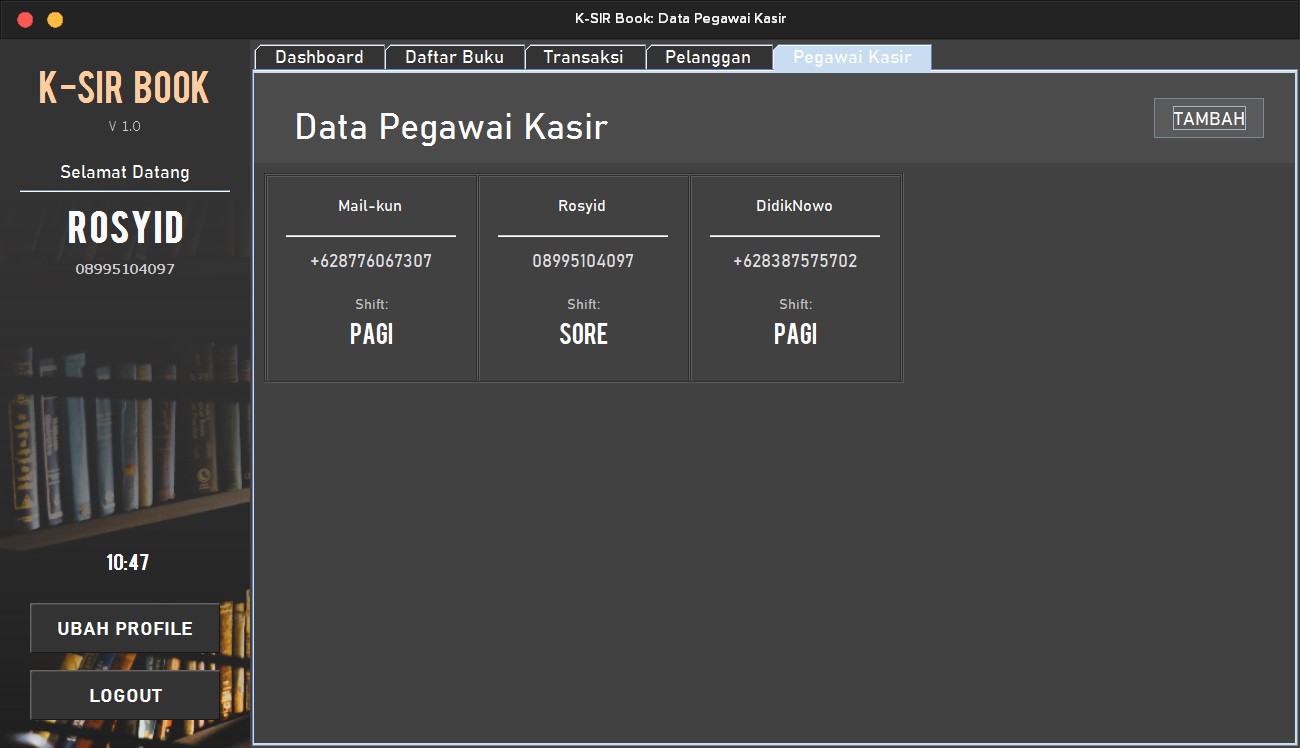 K-SIR Book: Data Pegawai Kasir
K-SIR BOOK
V 1.0
Selamat Datang
ROSYID
08995104097
10:47
UBAH PROFILE
LOGOUT
Dashboard
Daftar Buku
Transaksi
Pelanggan
Pegawai Kasir
Data Pegawai Kasir
TAMBAH
Mail-kun
+628776067307
Shift:
PAGI
Rosyid
08995104097
Shift:
SORE
DidikNowo
+628387575702
Shift:
PAGI